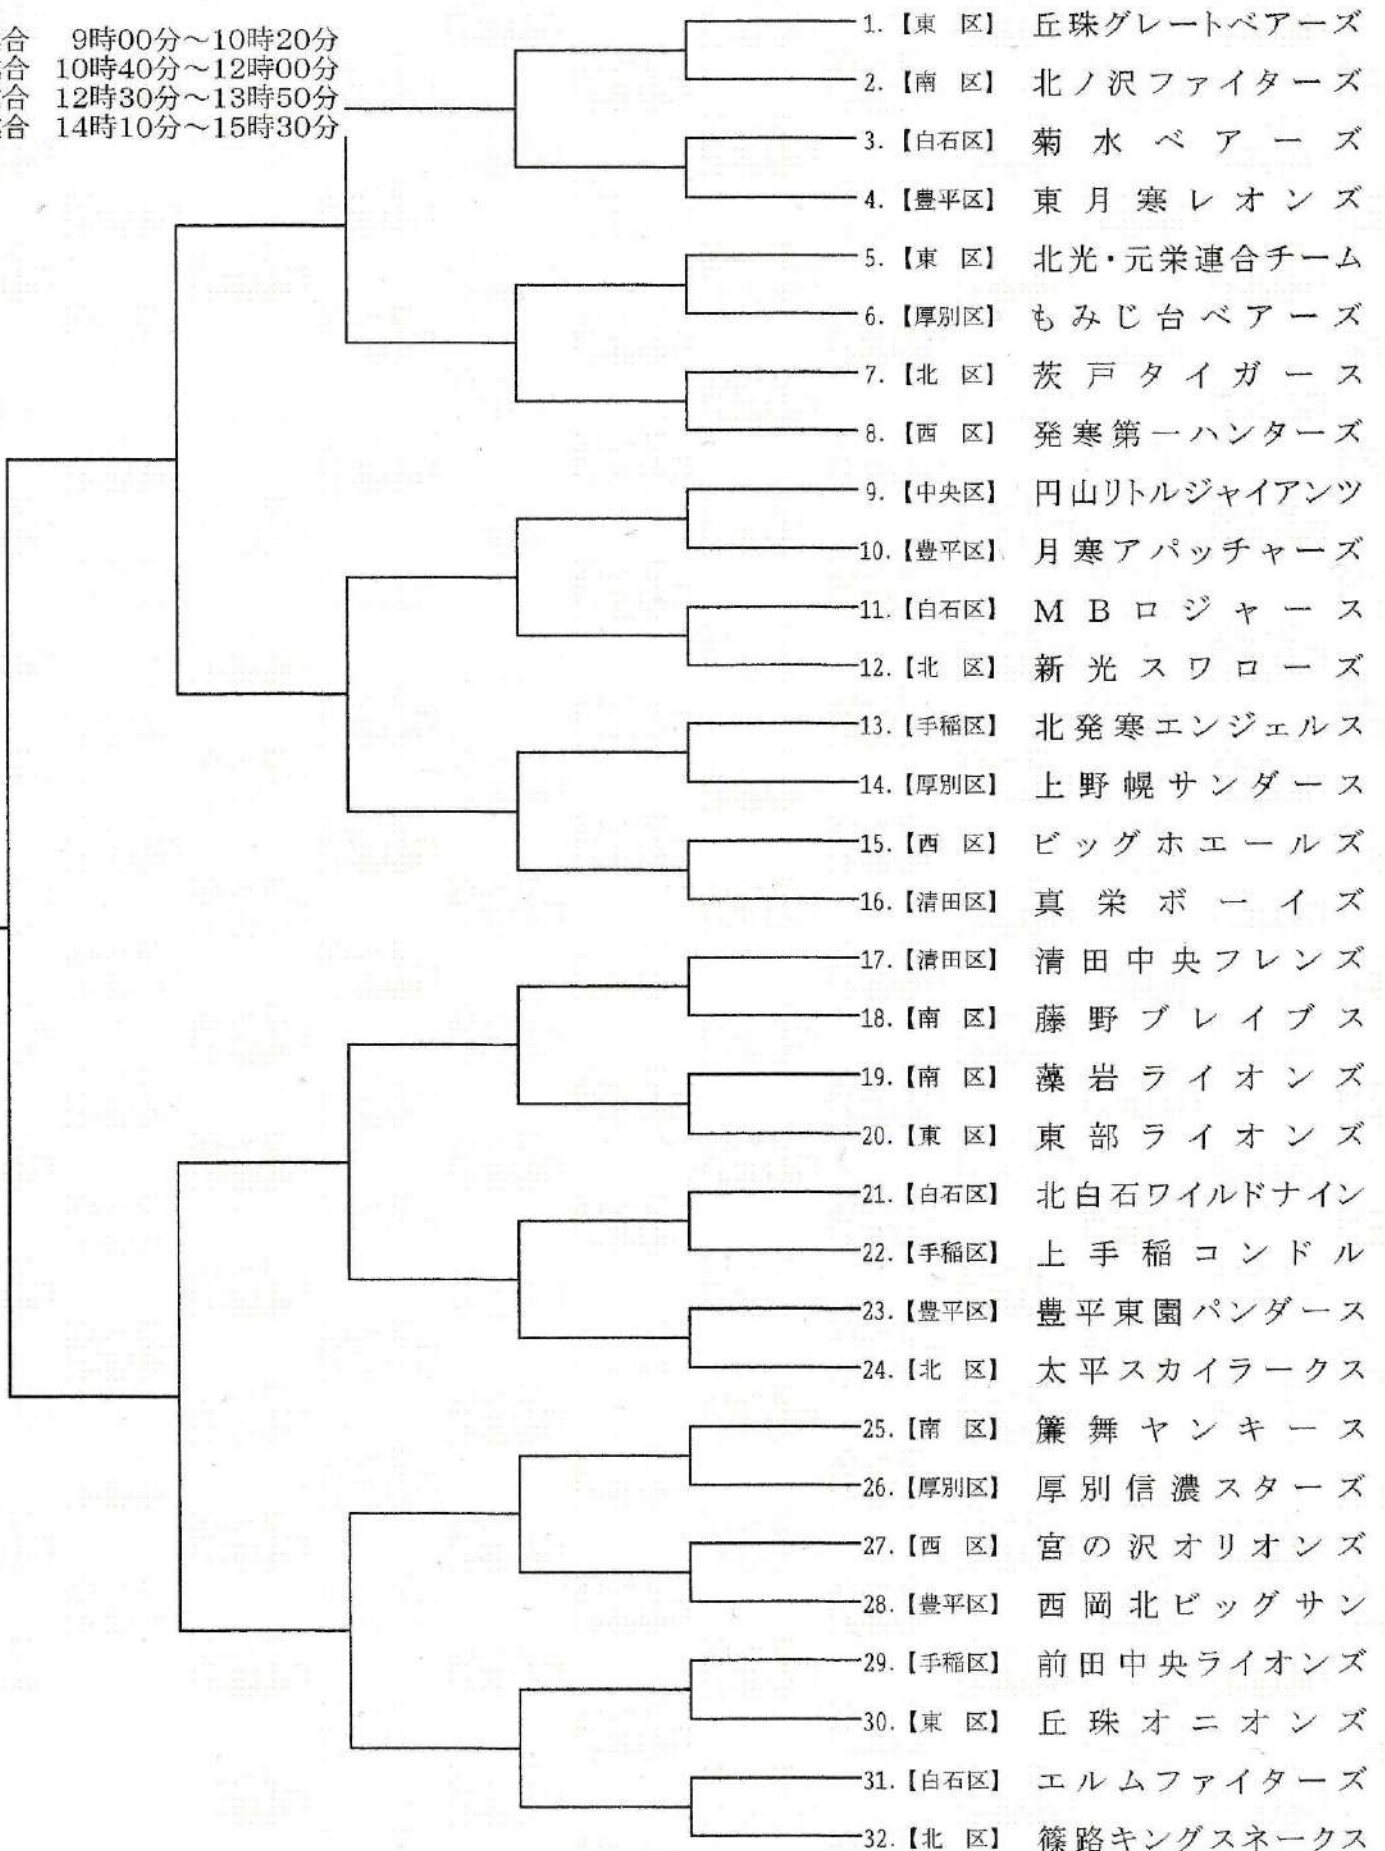 合 9時00分～10時20分
合 10時40分～12時00分
合 12時30分～13時50分
合 14時10分～15時30分
1.【東 区】 丘珠グレートベアーズ
2.【南 区】 北ノ沢ファイターズ
3.【白石区】 菊水ベアーズ
4.【豊平区】 東月寒レオンズ
5.【東 区】 北光・元栄連合チーム
6.【厚別区】 もみじ台ベアーズ
7.【北 区】 茨戸タイガース
8.【西 区】 発寒第一ハンターズ
9.【中央区】 円山リトルジャイアンツ
10.【豊平区】 月寒アパッチャーズ
11.【白石区】 MBロジャース
12.【北 区】 新光スワローズ
13.【手稲区】 北発寒エンジェルス
14.【厚別区】 上野幌サンダース
15.【西 区】 ビッグホエールズ
16.【清田区】 真栄ボーイズ
17.【清田区】 清田中央フレンズ
18.【南 区】 藤野ブレイブス
19.【南 区】 藻岩ライオンズ
20.【東 区】 東部ライオンズ
21.【白石区】 北白石ワイルドナイン
22.【手稲区】 上手稲コンドル
23.【豊平区】 豊平東園パンダース
24.【北 区】 太平スカイラークス
25.【南 区】 簾舞ヤンキース
26.【厚別区】 厚別信濃スターズ
27.【西 区】 宮の沢オリオンズ
28.【豊平区】 西岡北ビッグサン
29.【手稲区】 前田中央ライオンズ
30.【東 区】 丘珠オニオンズ
31.【白石区】 エルムファイターズ
32.【北 区】 篠路キングスネークス